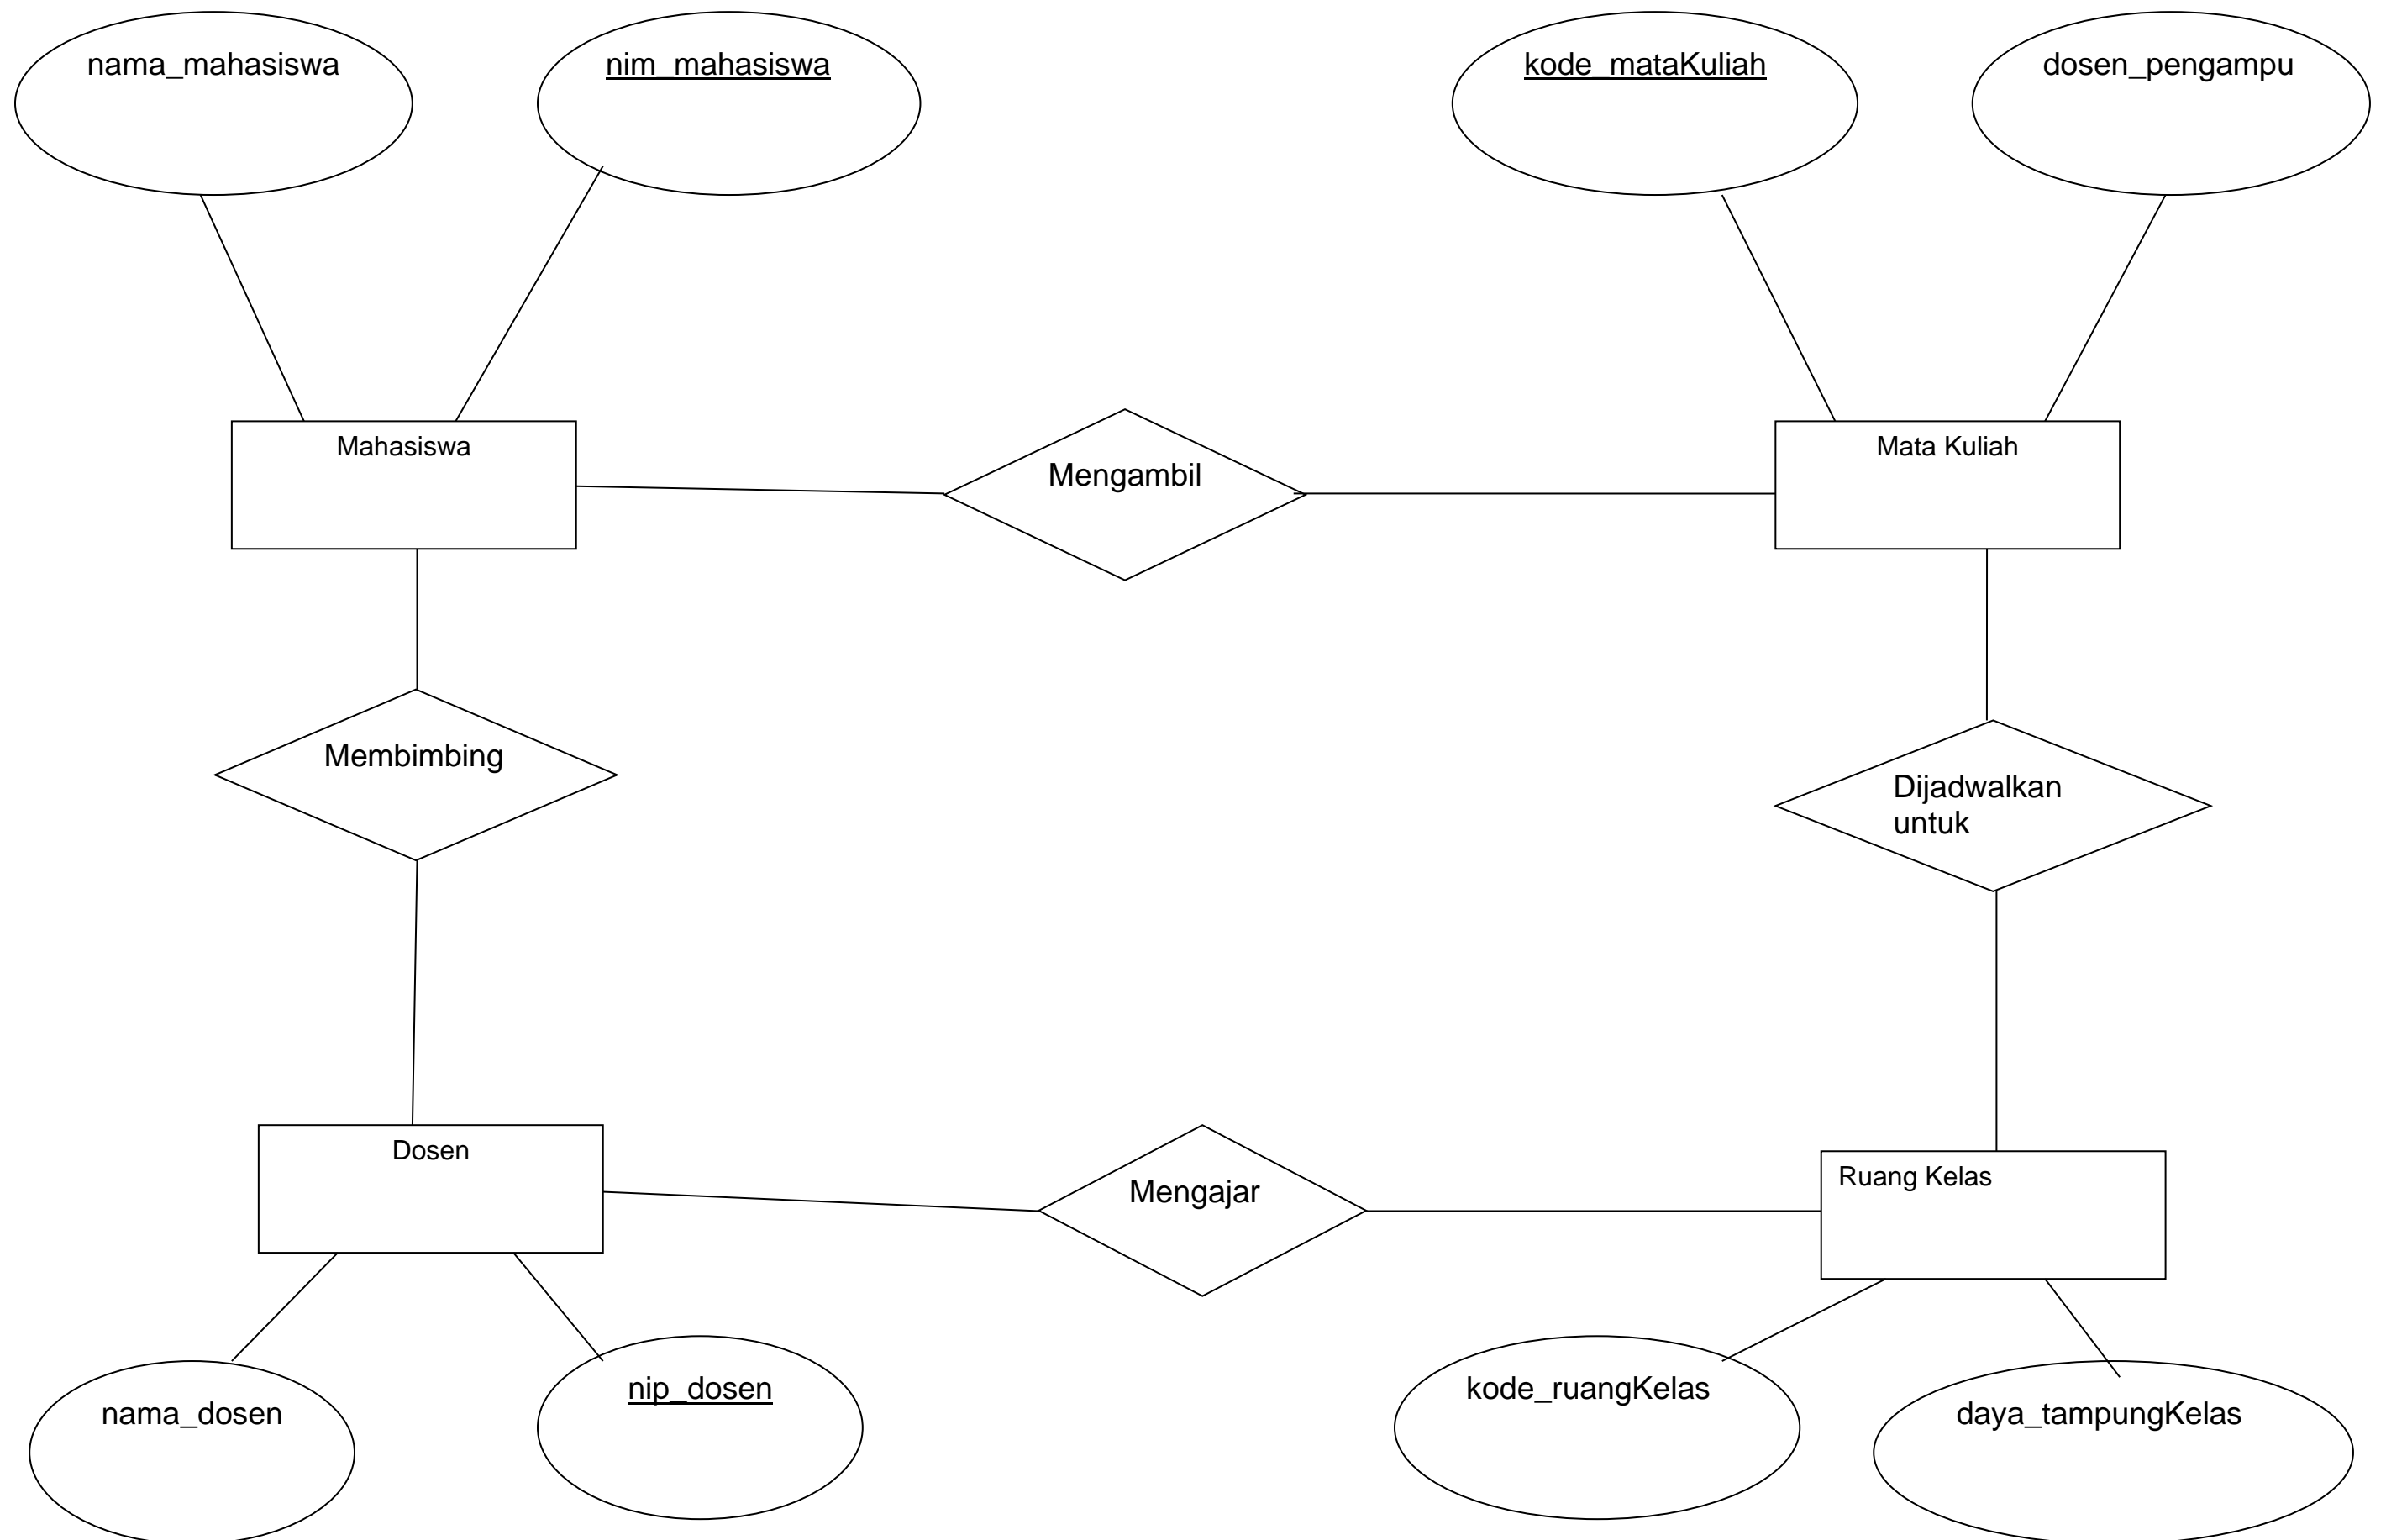 nama_mahasiswa
nim_mahasiswa
kode_mataKuliah
dosen_pengampu
Mahasiswa
Mengambil
Mata Kuliah
Membimbing
Dijadwalkan
untuk
Dosen
Mengajar
Ruang Kelas
nama_dosen
nip_dosen
kode_ruangKelas
daya_tampungKelas